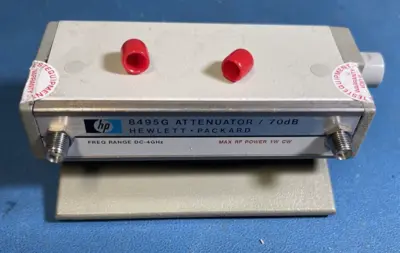 hp
8495G ATTENUATOR / 70dB
HEWLETT • PACKARD
FREQ RANGE DC-4GHz
MAX RF POWER 1W CW